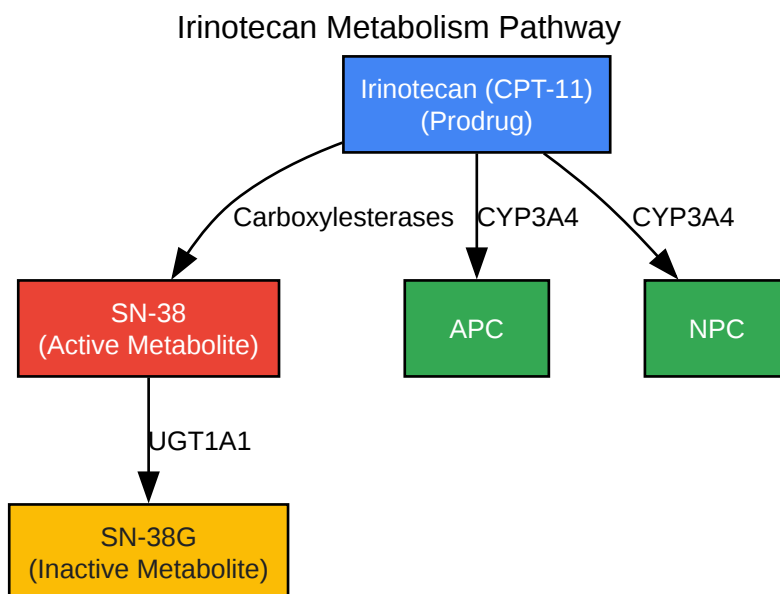 Irinotecan Metabolism Pathway
Irinotecan (CPT-11)
(Prodrug)
Carboxylesterases
CYP3A4
CYP3A4
SN-38
(Active Metabolite)
APC
NPC
UGT1A1
SN-38G
(Inactive Metabolite)